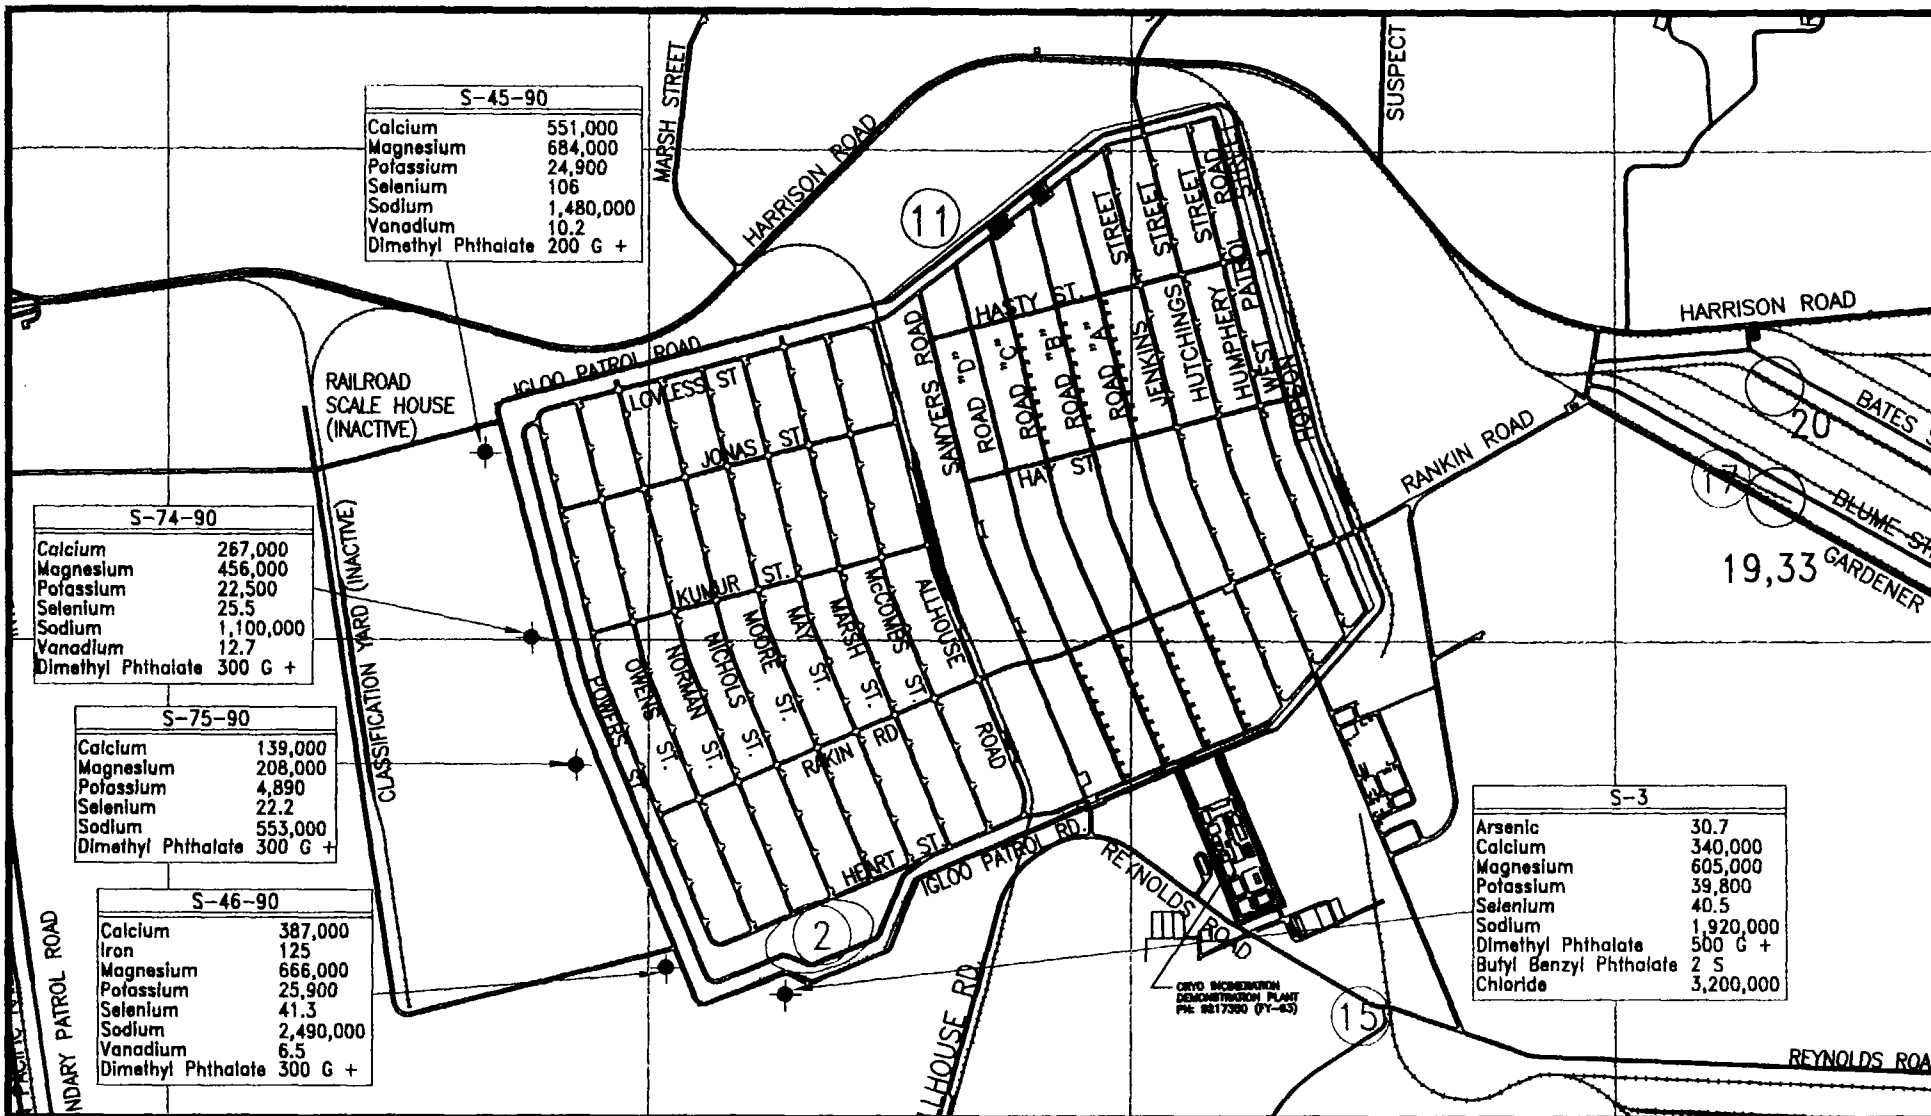 S-45-90
Calcium 551,000
Magnesium 684,000
Potassium 24,900
Selenium 106
Sodium 1,480,000
Vanadium 10.2
Dimethyl Phthalate 200 G +
MARSH STREET
HARRISON ROAD
SUSPECT
11
STREET
STREET
STREET
ROAD
HARRISON ROAD
RAILROAD
SCALE HOUSE
(INACTIVE)
IGLOO PATROL ROAD
LOVLESS ST
JONAS ST
SAWYERS ROAD
HASTY ST.
ROAD "D"
ROAD "C"
ROAD "B"
ROAD "A"
JENKINS
HUTCHINGS
HUMPHERY
WEST PATROL
HAY ST.
RANKIN ROAD
BATES
20
17
BLUME
GARDENER
19,33
S-74-90
Calcium 267,000
Magnesium 456,000
Potassium 22,500
Selenium 25.5
Sodium 1,100,000
Vanadium 12.7
Dimethyl Phthalate 300 G +
CLASSIFICATION YARD (INACTIVE)
KUMUR ST.
POWERS ST
OWENS ST.
NORMAN ST.
NICHOLS ST.
MOORE ST.
MAY ST.
MARSH ST.
McCOMBS ST.
ALLHOUSE ROAD
RAKIN RD
HEART ST.
IGLOO PATROL RD.
REYNOLDS ROAD
S-75-90
Calcium 139,000
Magnesium 208,000
Potassium 4,890
Selenium 22.2
Sodium 553,000
Dimethyl Phthalate 300 G +
S-46-90
Calcium 387,000
Iron 125
Magnesium 666,000
Potassium 25,900
Selenium 41.3
Sodium 2,490,000
Vanadium 6.5
Dimethyl Phthalate 300 G +
2
S-3
Arsenic 30.7
Calcium 340,000
Magnesium 605,000
Potassium 39,800
Selenium 40.5
Sodium 1,920,000
Dimethyl Phthalate 500 G +
Butyl Benzyl Phthalate 2 S
Chloride 3,200,000
DEMONSTRATION PLANT
15
LLHOUSE RD.
NDARY PATROL ROAD
REYNOLDS ROA